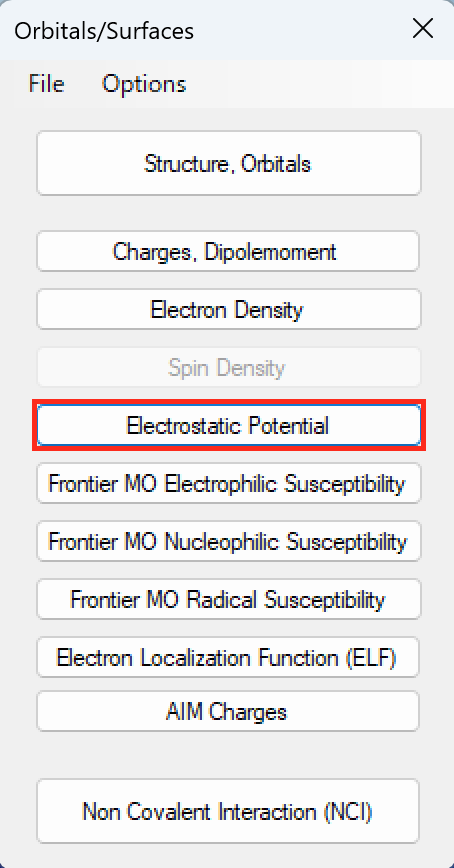 Orbitals/Surfaces
File Options
Structure, Orbitals
Charges, Dipolemoment
Electron Density
Spin Density
Electrostatic Potential
Frontier MO Electrophilic Susceptibility
Frontier MO Nucleophilic Susceptibility
Frontier MO Radical Susceptibility
Electron Localization Function (ELF)
AIM Charges
Non Covalent Interaction (NCI)